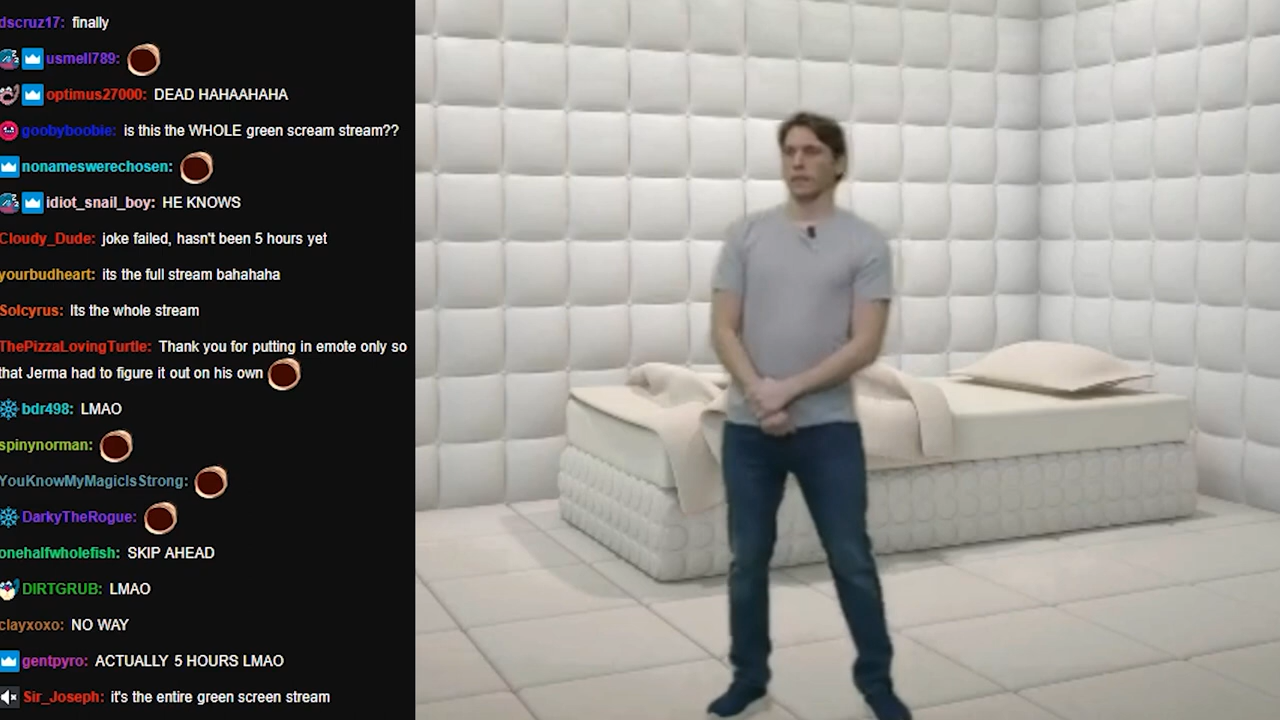 dscruz17: finally
usmell789:
optimus27000: DEAD HAHAAHAHA
goobyboobie: is this the WHOLE green scream stream??
nonameswerechosen:
idiot_snail_boy: HE KNOWS
Cloudy_Dude: joke failed, hasn't been 5 hours yet
yourbudheart: its the full stream bahahaha
Solcyrus: Its the whole stream
ThePizzaLovingTurtle: Thank you for putting in emote only so
that Jerma had to figure it out on his own
bdr498: LMAO
spinynorman:
YouKnowMyMagicIsStrong:
DarkyTheRogue:
onehalfwholefish: SKIP AHEAD
DIRTGRUB: LMAO
clayxoxo: NO WAY
gentpyro: ACTUALLY 5 HOURS LMAO
Sir_Joseph: it's the entire green screen stream